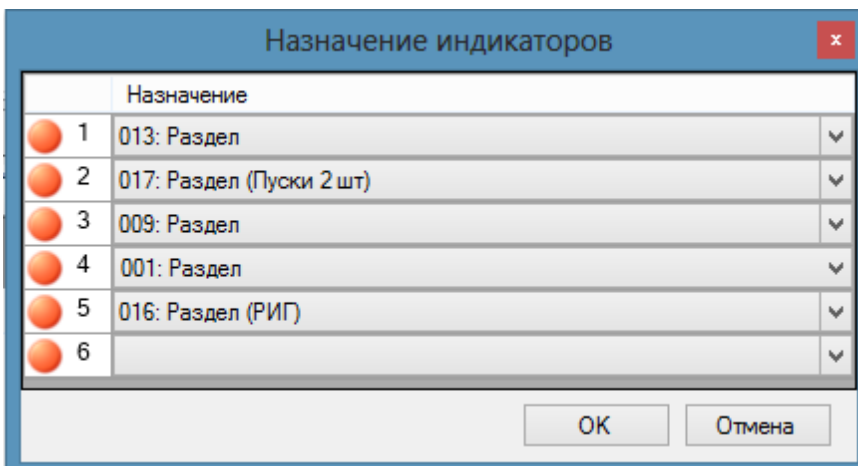 Назначение индикаторов
x
Назначение
1 013: Раздел
2 017: Раздел (Пуски 2 шт)
3 009: Раздел
4 001: Раздел
5 016: Раздел (РИГ)
6
OK Отмена